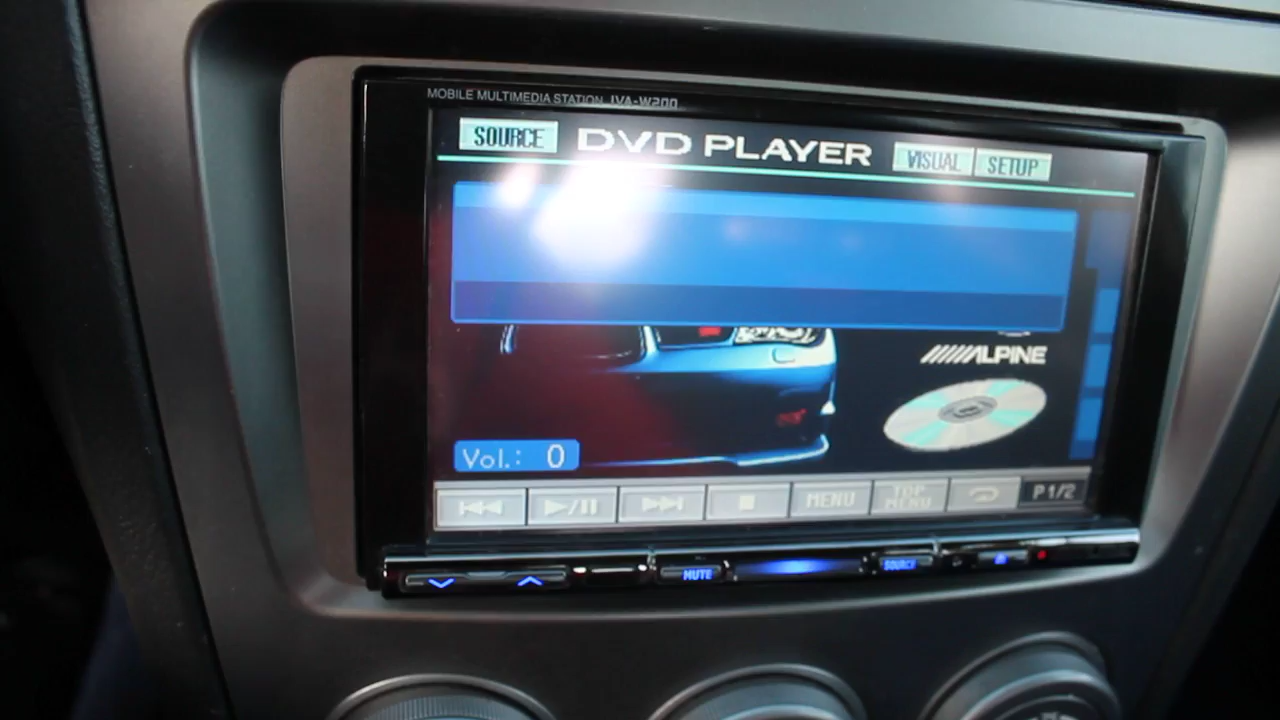 MOBILE MULTIMEDIA STATION IVA-W200
SOURCE DVD PLAYER VISUAL SETUP
ALPINE
Vol.: 0
MENU TOP MENU P1/2
MUTE SOURCE